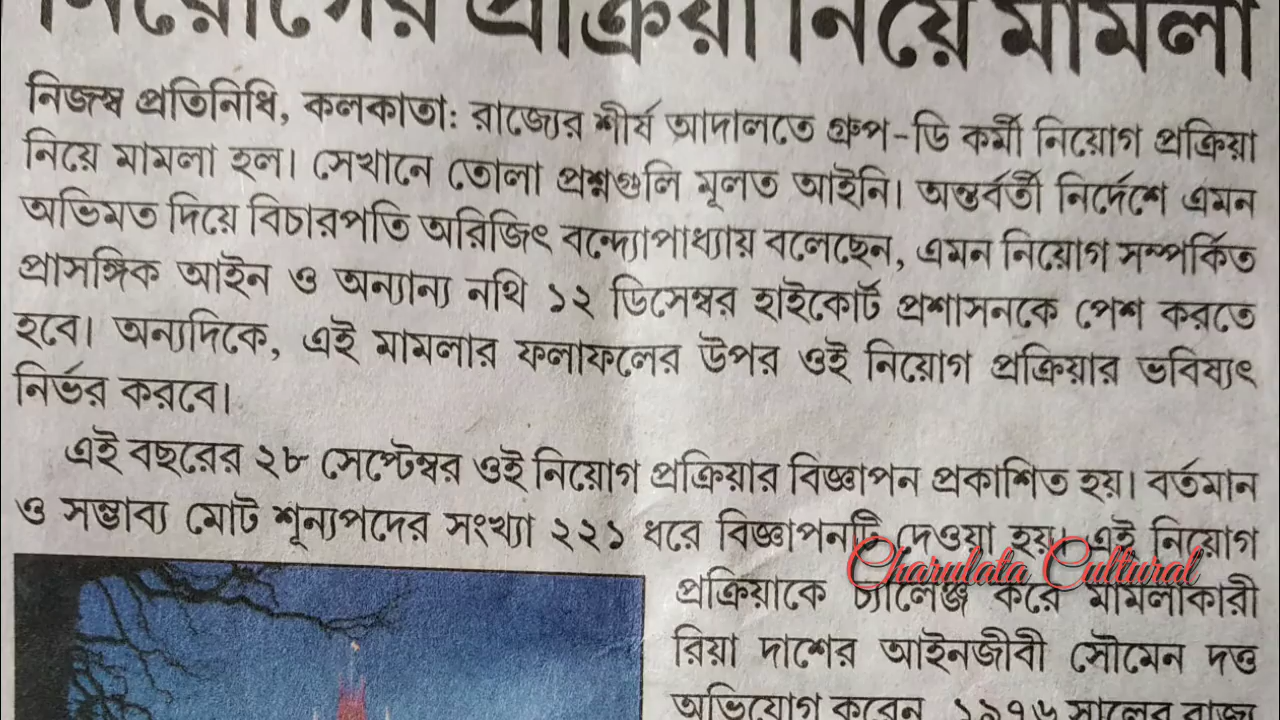 নিয়োগের প্রক্রিয়া নিয়ে মামলা
নিজস্ব প্রতিনিধি, কলকাতা: রাজ্যের শীর্ষ আদালতে গ্রুপ-ডি কর্মী নিয়োগ প্রক্রিয়া
নিয়ে মামলা হল। সেখানে তোলা প্রশ্নগুলি মূলত আইনি। অন্তর্বর্তী নির্দেশে এমন
অভিমত দিয়ে বিচারপতি অরিজিৎ বন্দ্যোপাধ্যায় বলেছেন, এমন নিয়োগ সম্পর্কিত
প্রাসঙ্গিক আইন ও অন্যান্য নথি ১২ ডিসেম্বর হাইকোর্ট প্রশাসনকে পেশ করতে
হবে। অন্যদিকে, এই মামলার ফলাফলের উপর ওই নিয়োগ প্রক্রিয়ার ভবিষ্যৎ
নির্ভর করবে।
এই বছরের ২৮ সেপ্টেম্বর ওই নিয়োগ প্রক্রিয়ার বিজ্ঞাপন প্রকাশিত হয়। বর্তমান
ও সম্ভাব্য মোট শূন্যপদের সংখ্যা ২২১ ধরে বিজ্ঞাপনটি দেওয়া হয়। এই নিয়োগ
Charulata Cultural
প্রক্রিয়াকে চ্যালেঞ্জ করে মামলাকারী
রিয়া দাশের আইনজীবী সৌমেন দত্ত
অভিযোগ করেন, ১৯৭৬ সালের রাজ্য